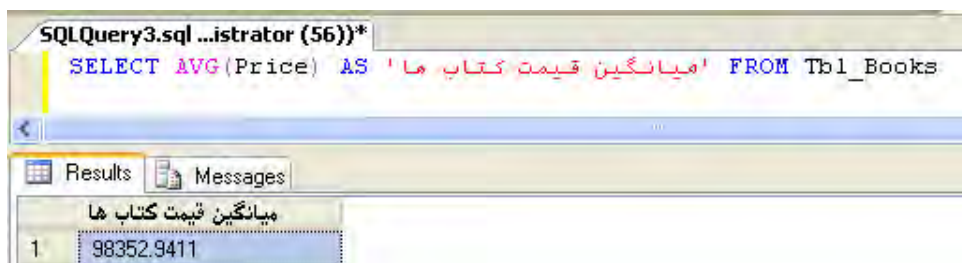 SQLQuery3.sql ...istrator (56))*
SELECT AVG(Price) AS 'میانگین قیمت کتاب ها' FROM Tbl_Books
Results Messages
میانگین قیمت کتاب ها
1 98352.9411